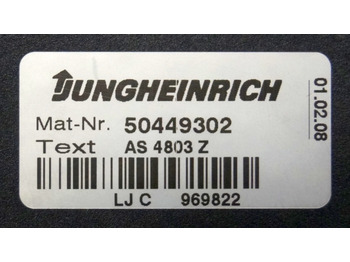 JUNGHEINRICH
Mat-Nr. 50449302
Text AS 4803 Z
LJ C 969822
01.02.08